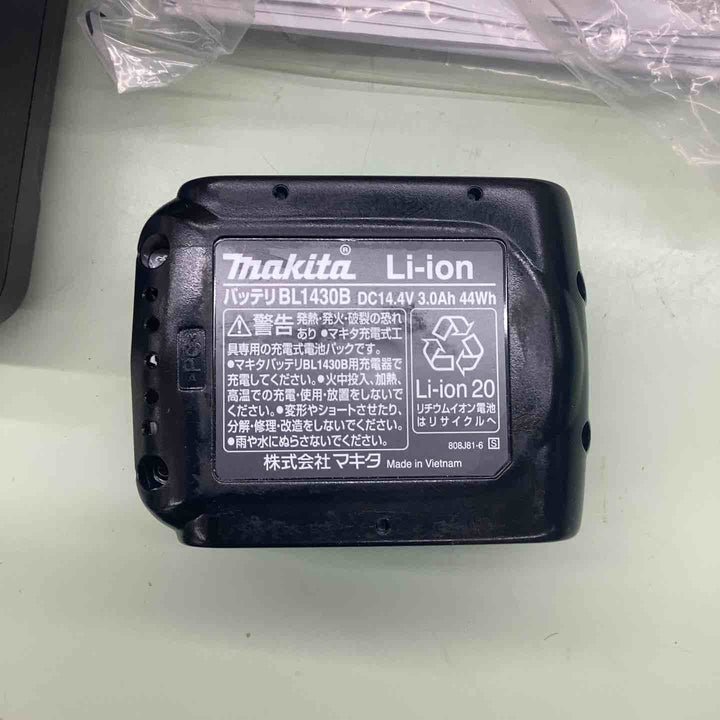 makita® Li-ion
バッテリBL1430B DC14.4V 3.0Ah 44Wh
警告 発熱・発火・破裂の恐れ
あり ●マキタ充電式工
具専用の充電式電池パックです。
●マキタバッテリBL1430B用充電器で
充電してください。●火中投入、加熱、
高温での充電・使用・放置をしないで
ください。●変形やショートさせたり、
分解・修理・改造をしないでください。
●雨や水にぬらさないでください。
Li-ion 20
リチウムイオン電池
はリサイクルへ
808J81-6 S
株式会社マキタ Made in Vietnam
>PC<